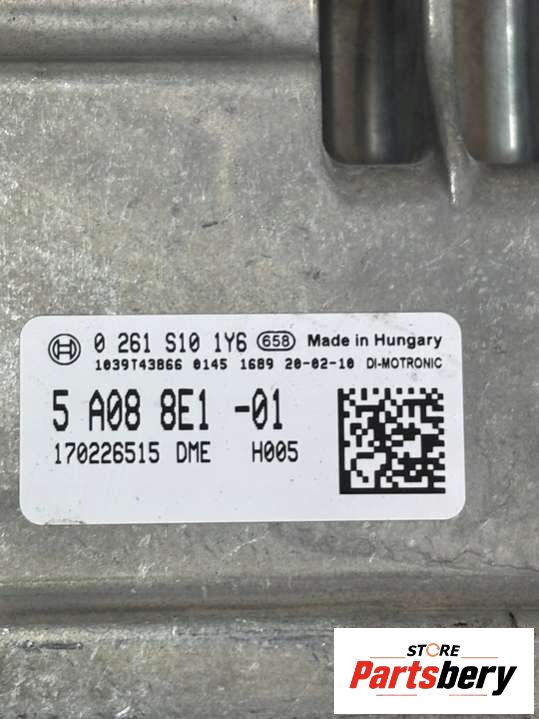 0 261 S10 1Y6 658 Made in Hungary
1039T43866 0145 1689 20-02-10 DI-MOTRONIC
5 A08 8E1 -01
170226515 DME H005
STORE
Partsbery